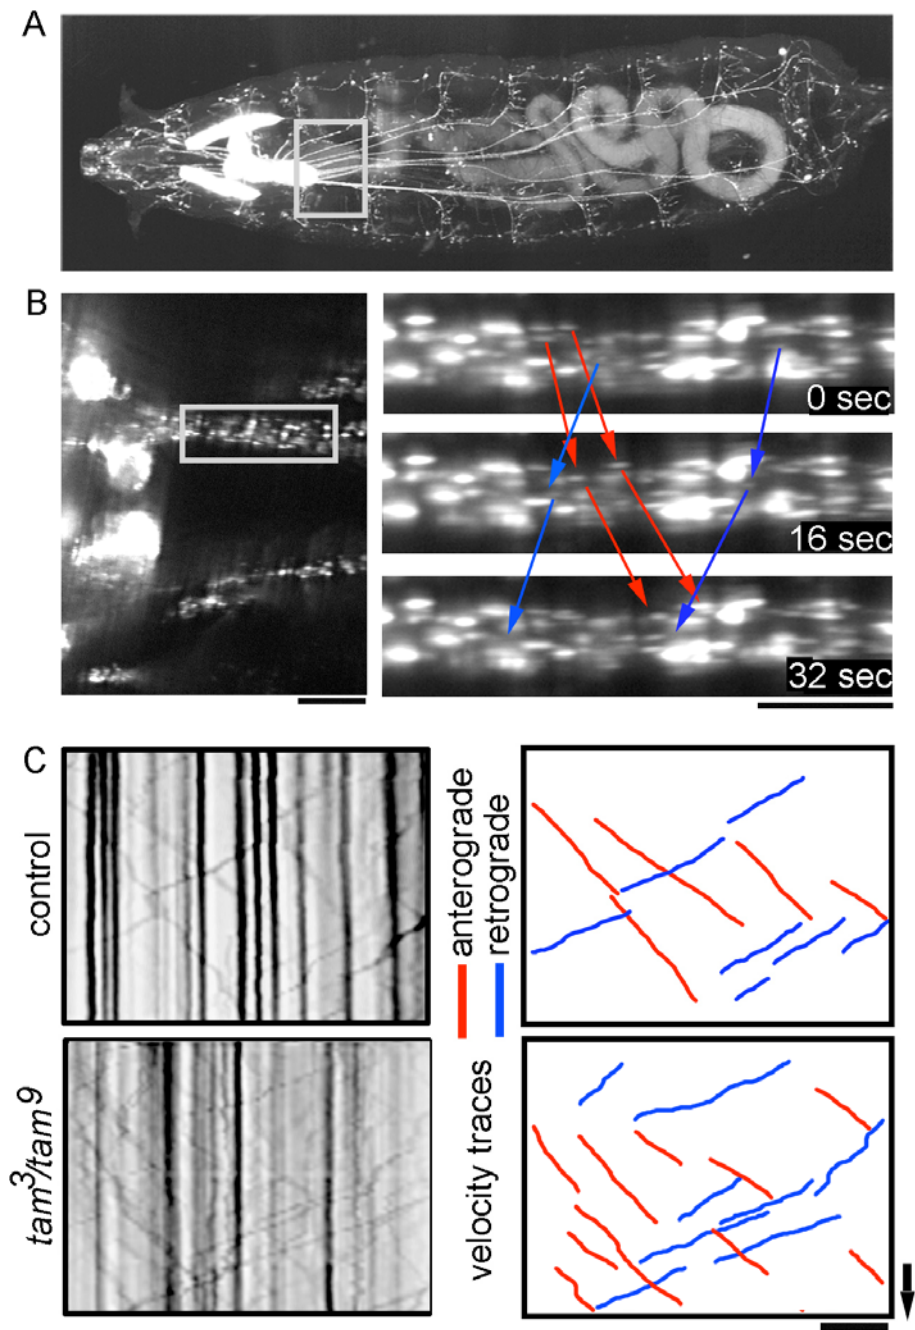 A
B
0 sec
16 sec
32 sec
C
control
anterograde
retrograde
tam3/tam9
velocity traces